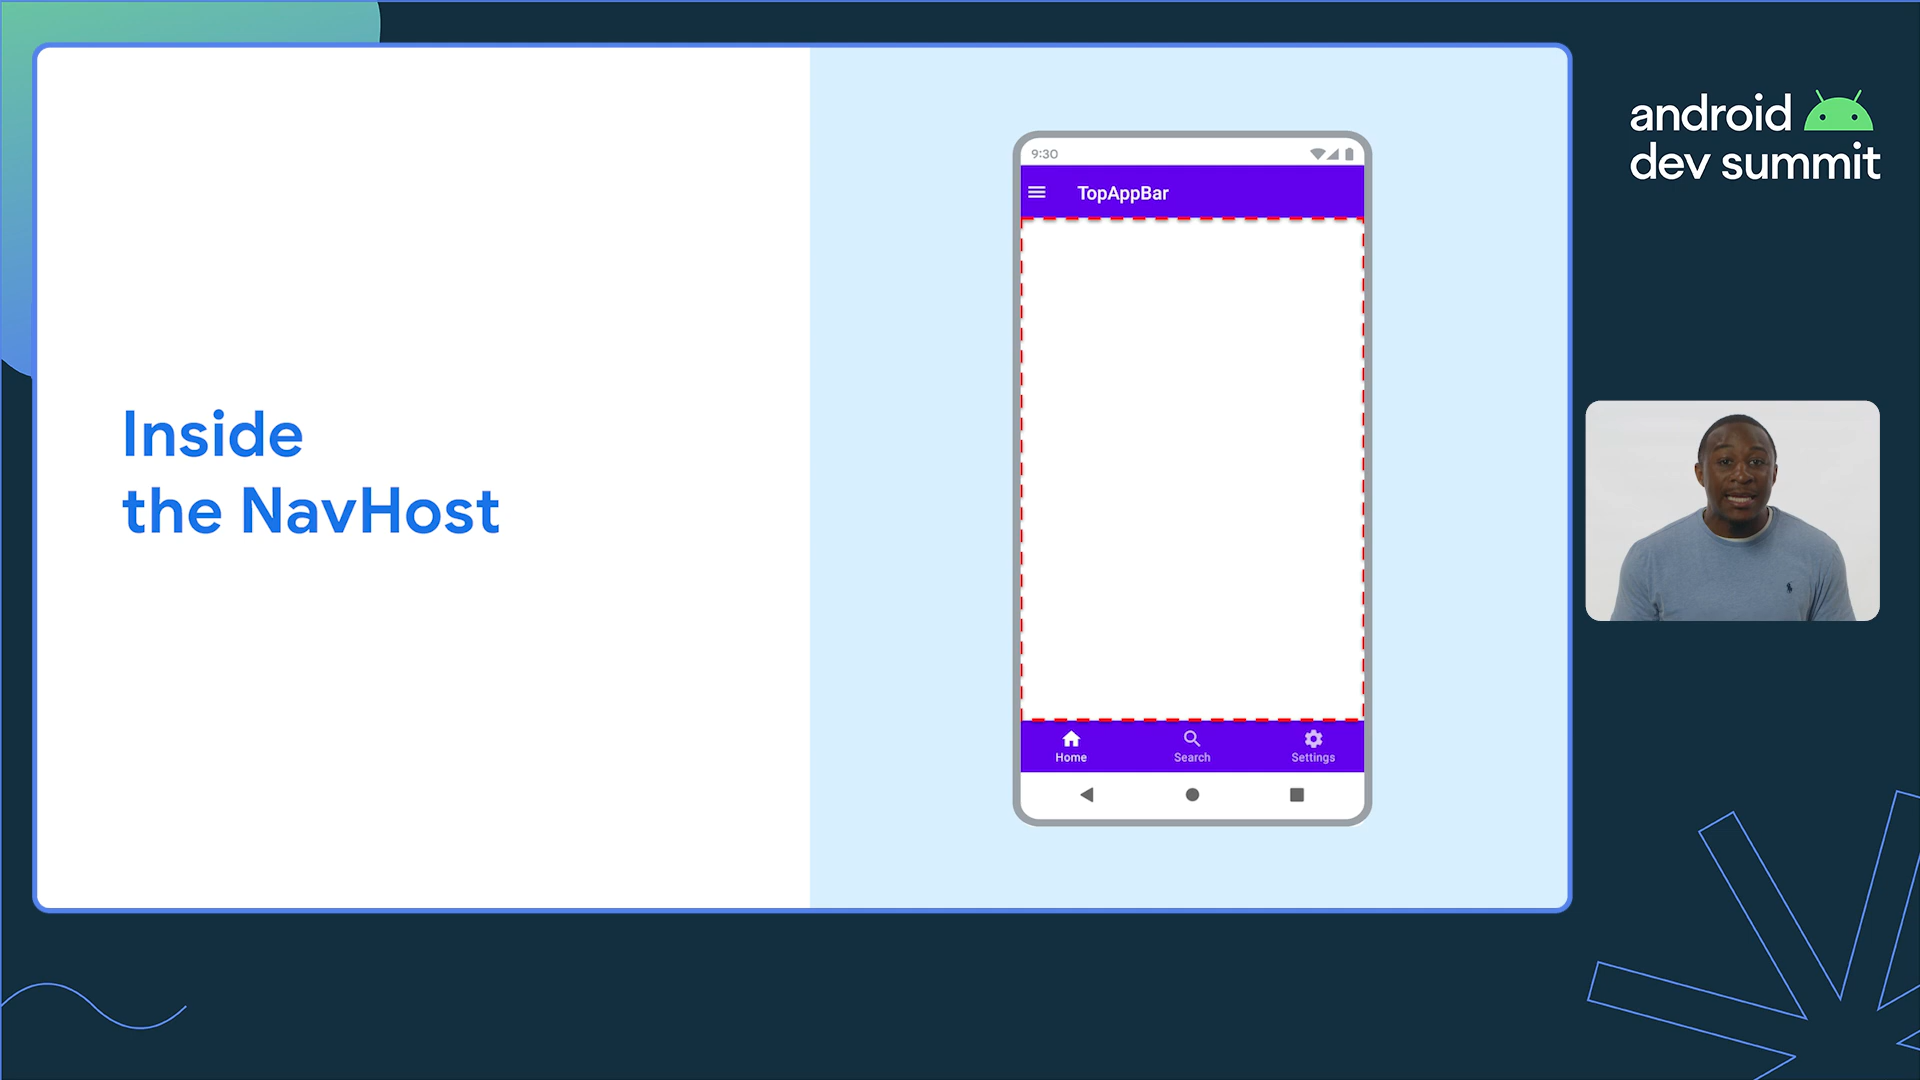 Inside
the NavHost
9:30
TopAppBar
Home
Search
Settings
android
dev summit